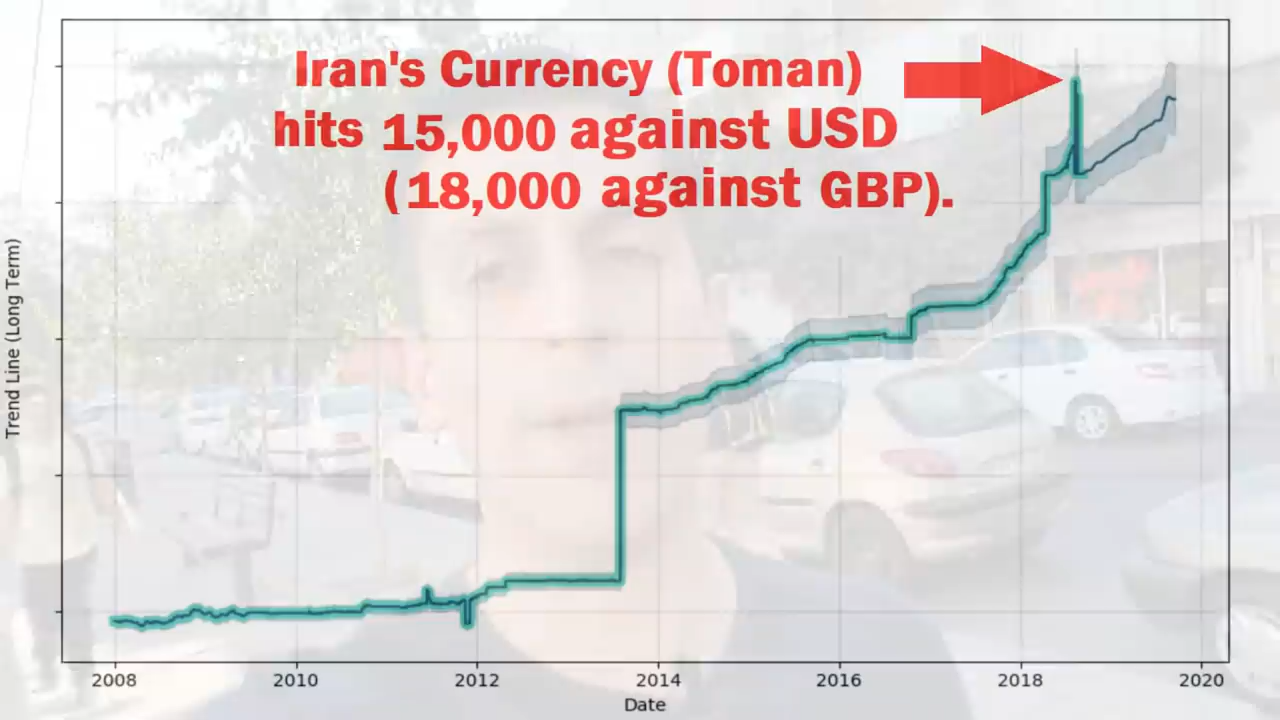 Iran's Currency (Toman)
hits 15,000 against USD
(18,000 against GBP).
Trend Line (Long Term)
2008 2010 2012 2014 2016 2018 2020
Date